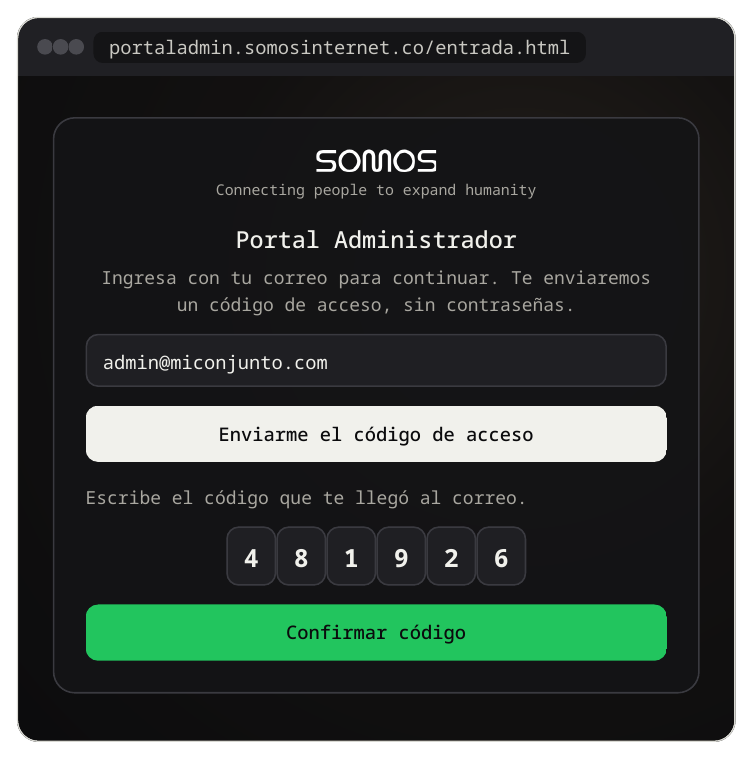 portaladmin.somosinternet.co/entrada.html
SOMOS
Connecting people to expand humanity
Portal Administrador
Ingresa con tu correo para continuar. Te enviaremos
un código de acceso, sin contraseñas.
admin@miconjunto.com
Enviarme el código de acceso
Escribe el código que te llegó al correo.
4 8 1 9 2 6
Confirmar código